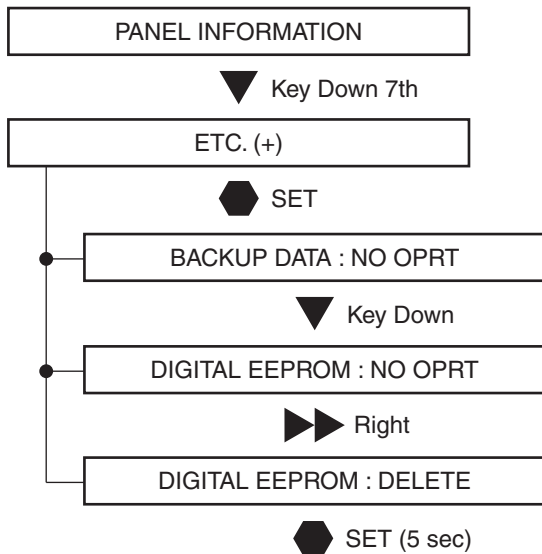 PANEL INFORMATION
Key Down 7th
ETC. (+)
SET
BACKUP DATA : NO OPRT
Key Down
DIGITAL EEPROM : NO OPRT
Right
DIGITAL EEPROM : DELETE
SET (5 sec)